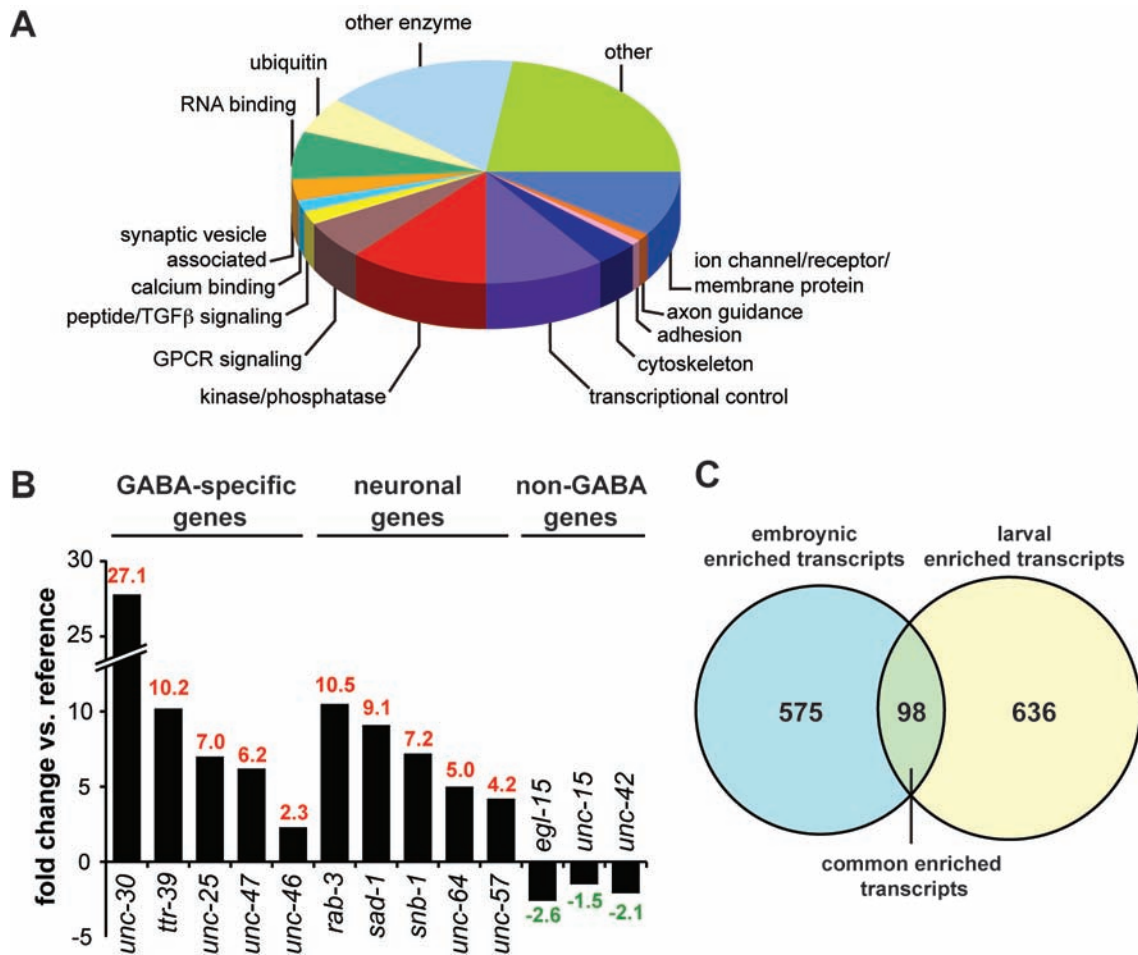 A
other enzyme
other
ubiquitin
RNA binding
synaptic vesicle
associated
calcium binding
peptide/TGFβ signaling
GPCR signaling
kinase/phosphatase
ion channel/receptor/
membrane protein
axon guidance
adhesion
cytoskeleton
transcriptional control
B
GABA-specific
genes
neuronal
genes
non-GABA
genes
fold change vs. reference
30
25
10
5
0
-5
27.1
10.2
7.0
6.2
2.3
10.5
9.1
7.2
5.0
4.2
-2.6
-1.5
-2.1
unc-30
ttr-39
unc-25
unc-47
unc-46
rab-3
sad-1
snb-1
unc-64
unc-57
egl-15
unc-15
unc-42
C
embroynic
enriched transcripts
larval
enriched transcripts
575
98
636
common enriched
transcripts